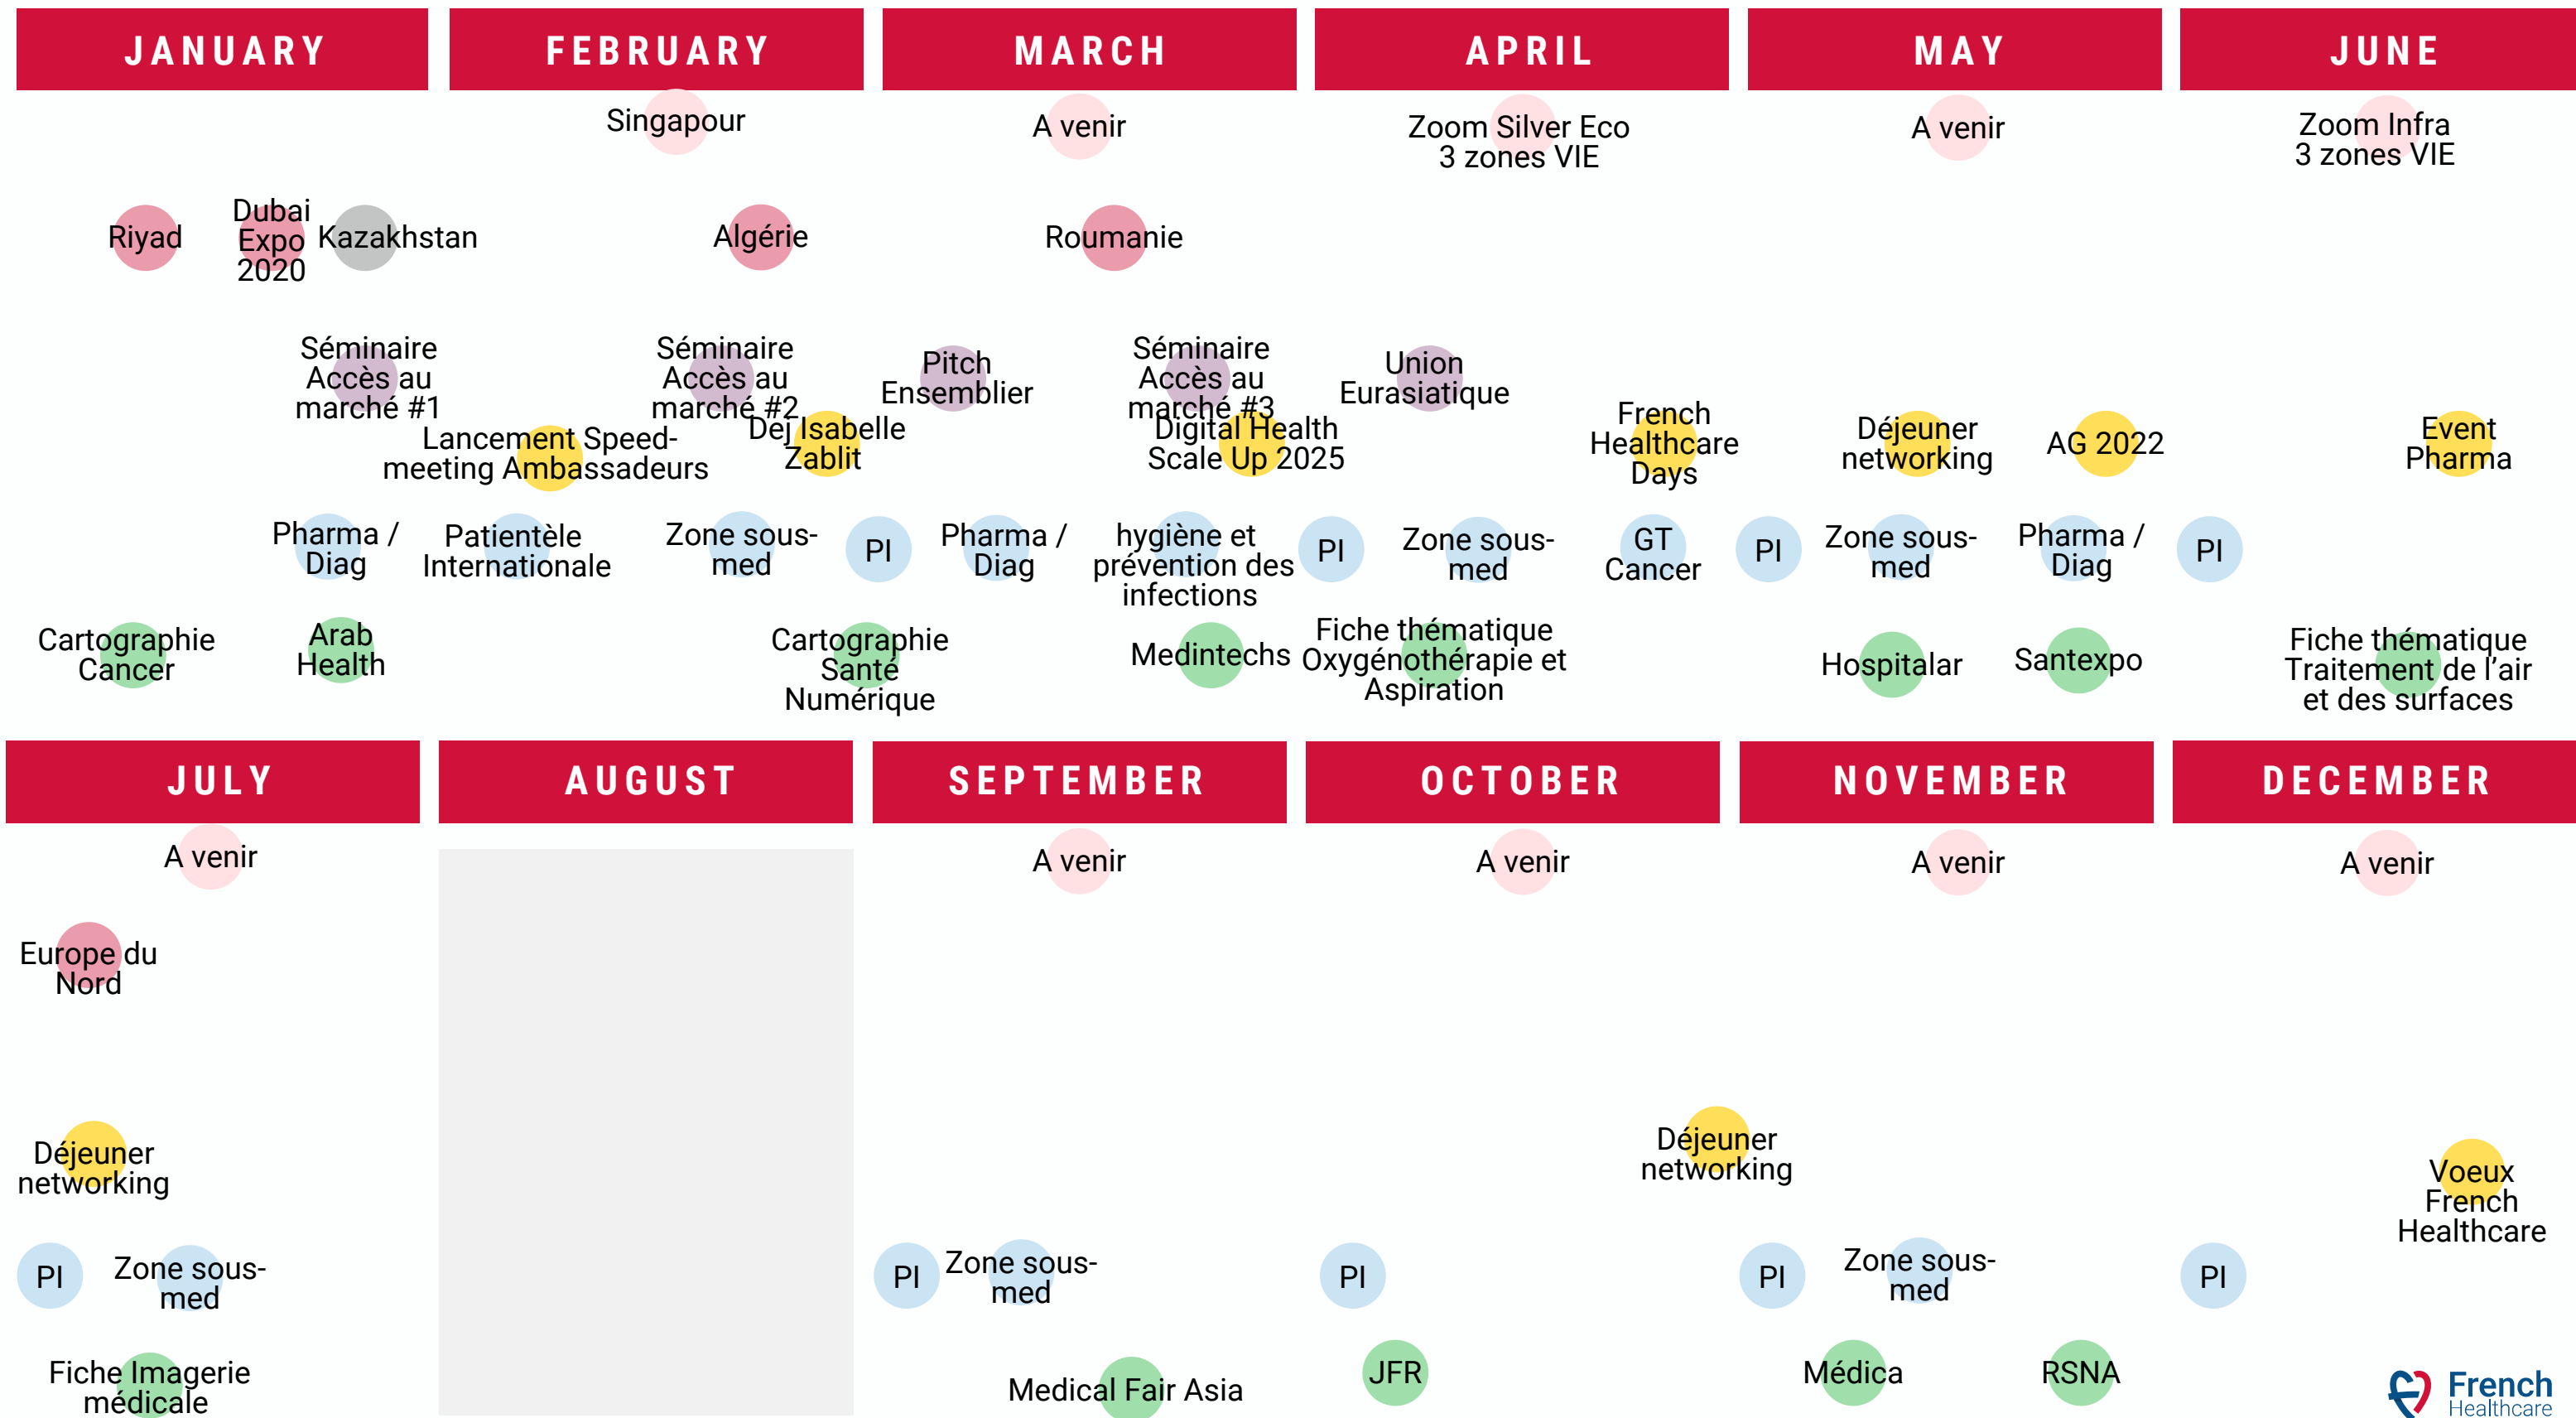 JANUARY
FEBRUARY
MARCH
APRIL
MAY
JUNE
Singapour
A venir
Zoom Silver Eco
3 zones VIE
A venir
Zoom Infra
3 zones VIE
Riyad
Dubai
Expo
2020
Kazakhstan
Algérie
Roumanie
Séminaire
Accès au
marché #1
Séminaire
Accès au
marché #2
Pitch
Ensemblier
Séminaire
Accès au
marché #3
Union
Eurasiatique
Lancement Speed-
meeting Ambassadeurs
Dej Isabelle
Zablit
Digital Health
Scale Up 2025
French
Healthcare
Days
Déjeuner
networking
AG 2022
Event
Pharma
Pharma /
Diag
Patientèle
Internationale
Zone sous-
med
PI
Pharma /
Diag
hygiène et
prévention des
infections
PI
Zone sous-
med
GT
Cancer
PI
Zone sous-
med
Pharma /
Diag
PI
Cartographie
Cancer
Arab
Health
Cartographie
Santé
Numérique
Medintechs
Fiche thématique
Oxygénothérapie et
Aspiration
Hospitalar
Santexpo
Fiche thématique
Traitement de l'air
et des surfaces
JULY
AUGUST
SEPTEMBER
OCTOBER
NOVEMBER
DECEMBER
A venir
A venir
A venir
A venir
A venir
Europe du
Nord
Déjeuner
networking
Déjeuner
networking
Voeux
French
Healthcare
PI
Zone sous-
med
PI
Zone sous-
med
PI
PI
Zone sous-
med
PI
Fiche Imagerie
médicale
Medical Fair Asia
JFR
Médica
RSNA
French
Healthcare